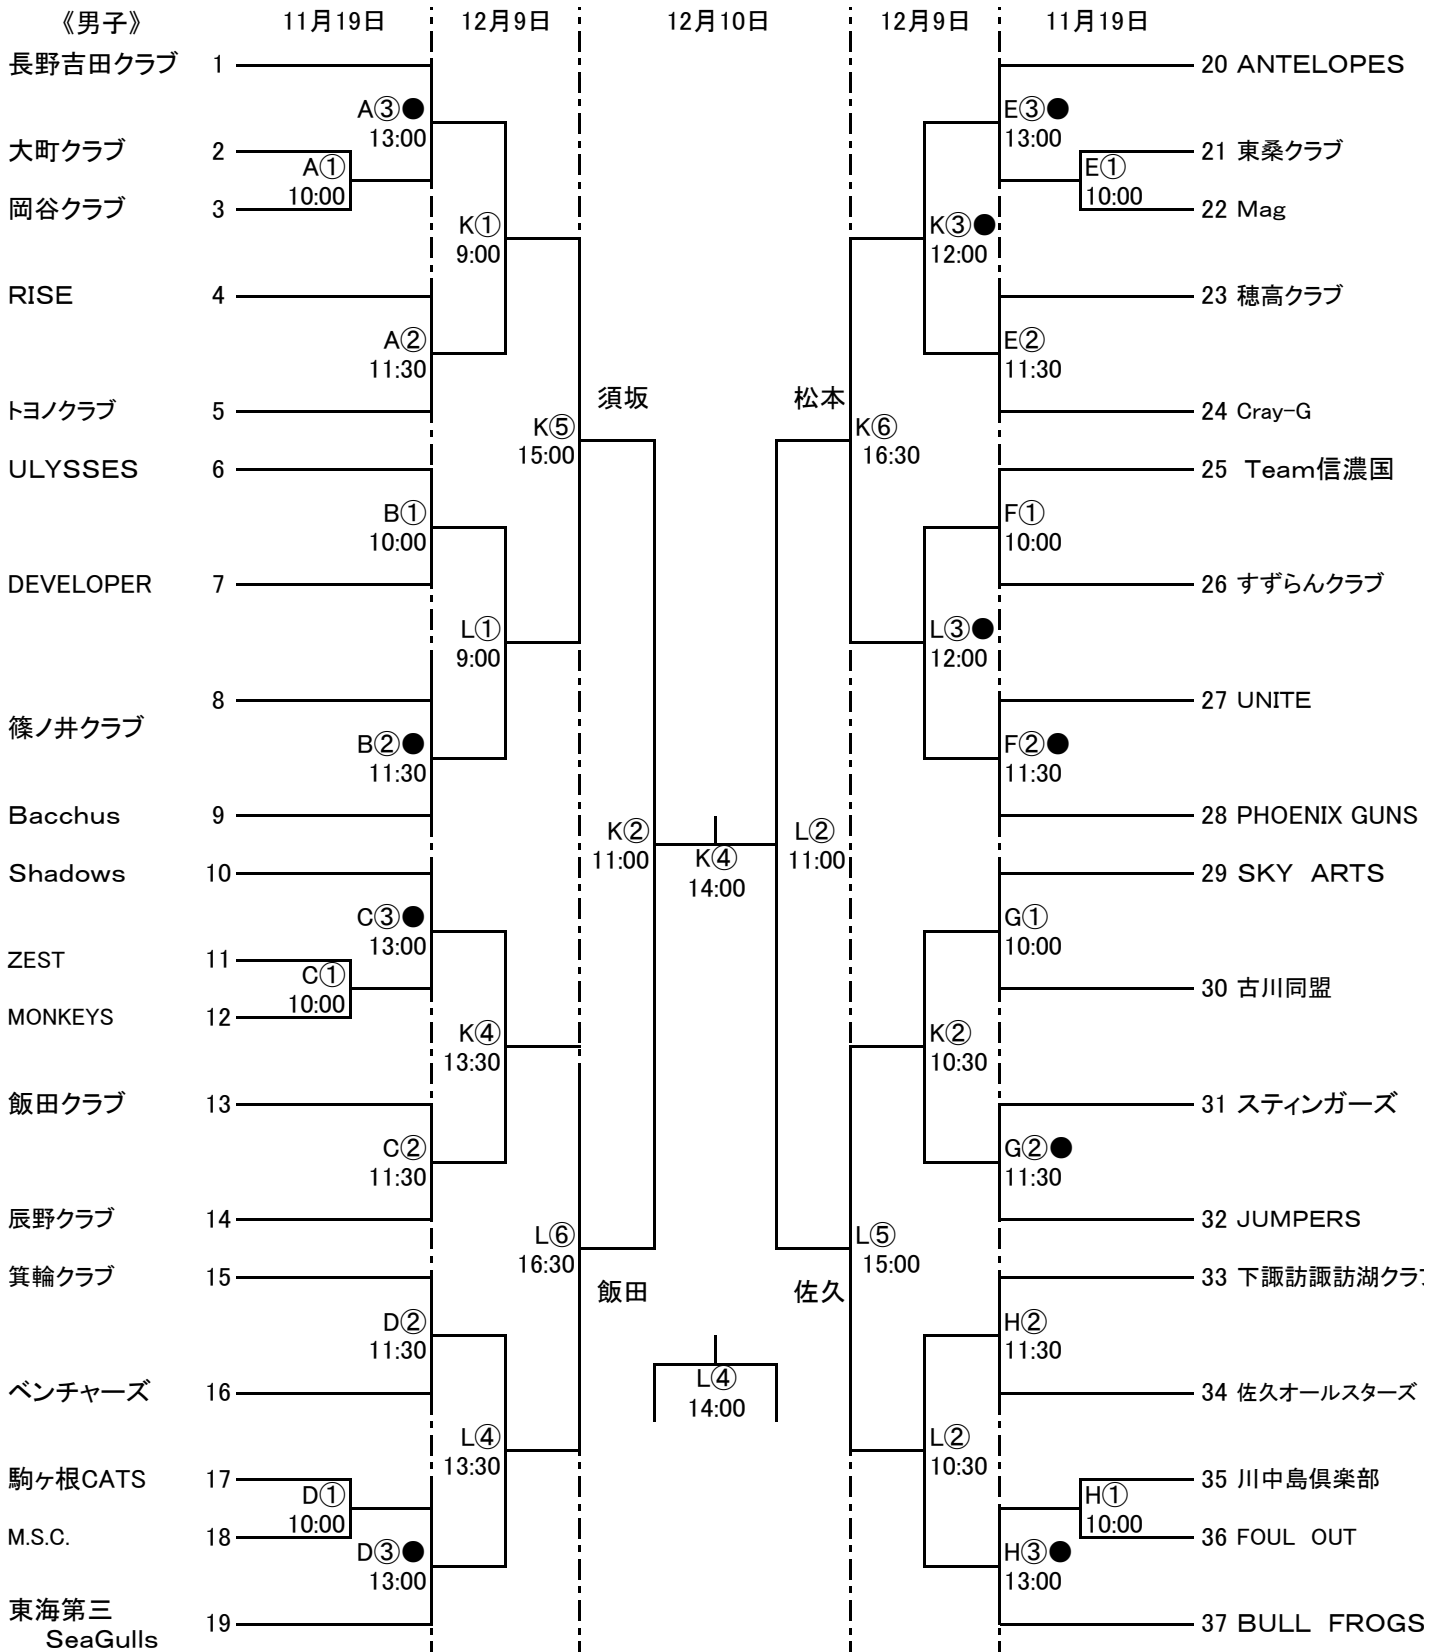 《男子》 11月19日 12月9日 12月10日 12月9日 11月19日
長野吉田クラブ 1 20 ANTELOPES
A③● E③●
13:00 13:00
大町クラブ 2 21 東桑クラブ
A① E①
10:00 10:00
岡谷クラブ 3 22 Mag
K① K③●
9:00 12:00
RISE 4 23 穂高クラブ
A② E②
11:30 11:30
須坂 松本
トヨノクラブ 5 24 Cray-G
K⑤ K⑥
15:00 16:30
ULYSSES 6 25 Team信濃国
B① F①
10:00 10:00
DEVELOPER 7 26 すずらんクラブ
L① L③●
9:00 12:00
8 27 UNITE
篠ノ井クラブ
B②● F②●
11:30 11:30
Bacchus 9 28 PHOENIX GUNS
K② L②
11:00 11:00
K④
14:00
Shadows 10 29 SKY ARTS
C③● G①
13:00 10:00
ZEST 11
C①
10:00
30 古川同盟
MONKEYS 12
K④ K②
13:30 10:30
飯田クラブ 13 31 スティンガーズ
C② G②●
11:30 11:30
辰野クラブ 14 32 JUMPERS
L⑥ L⑤
16:30 15:00
箕輪クラブ 15 33 下諏訪諏訪湖クラ
飯田 佐久
D② H②
11:30 11:30
L④
14:00
ベンチャーズ 16 34 佐久オールスターズ
L④ L②
13:30 10:30
駒ヶ根CATS 17 35 川中島倶楽部
D① H①
10:00 10:00
M.S.C. 18 36 FOUL OUT
D③● H③●
13:00 13:00
東海第三
19 37 BULL FROGS
SeaGulls